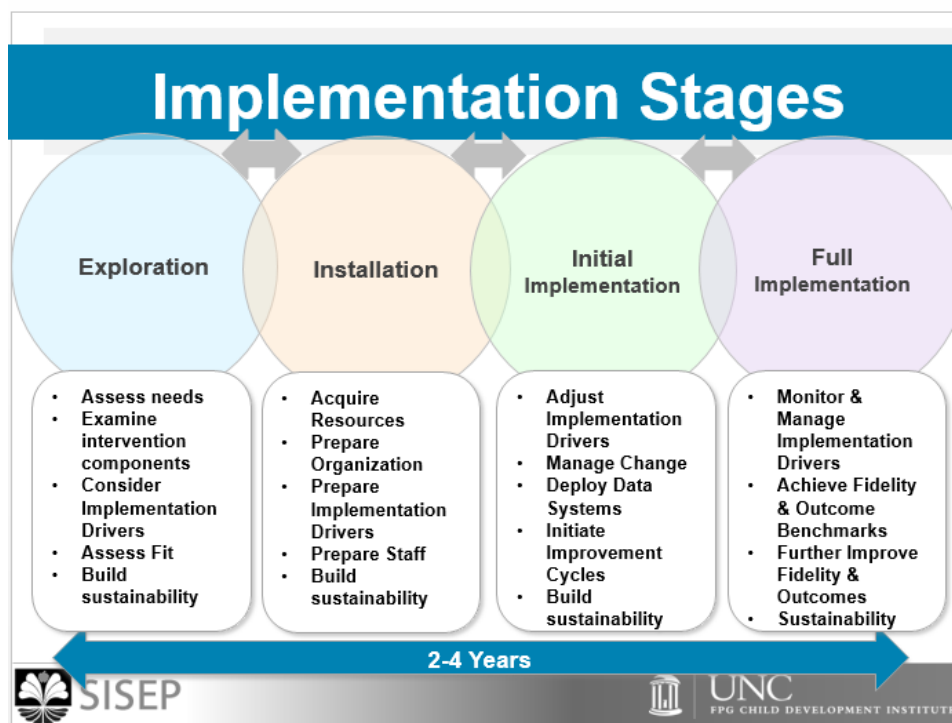 Implementation Stages
Exploration
Installation
Initial
Implementation
Full
Implementation
• Assess needs
• Examine
intervention
components
• Consider
Implementation
Drivers
• Assess Fit
• Build
sustainability
• Acquire
Resources
• Prepare
Organization
• Prepare
Implementation
Drivers
• Prepare Staff
• Build
sustainability
• Adjust
Implementation
Drivers
• Manage Change
• Deploy Data
Systems
• Initiate
Improvement
Cycles
• Build
sustainability
• Monitor &
Manage
Implementation
Drivers
• Achieve Fidelity
& Outcome
Benchmarks
• Further Improve
Fidelity &
Outcomes
• Sustainability
2-4 Years
SISEP
UNC
FPG CHILD DEVELOPMENT INSTITUTE